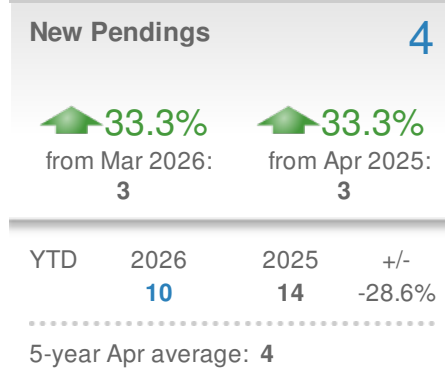 New Pendings 4
33.3% 33.3%
from Mar 2026: from Apr 2025:
3 3
YTD 2026 2025 +/-
10 14 -28.6%
5-year Apr average: 4